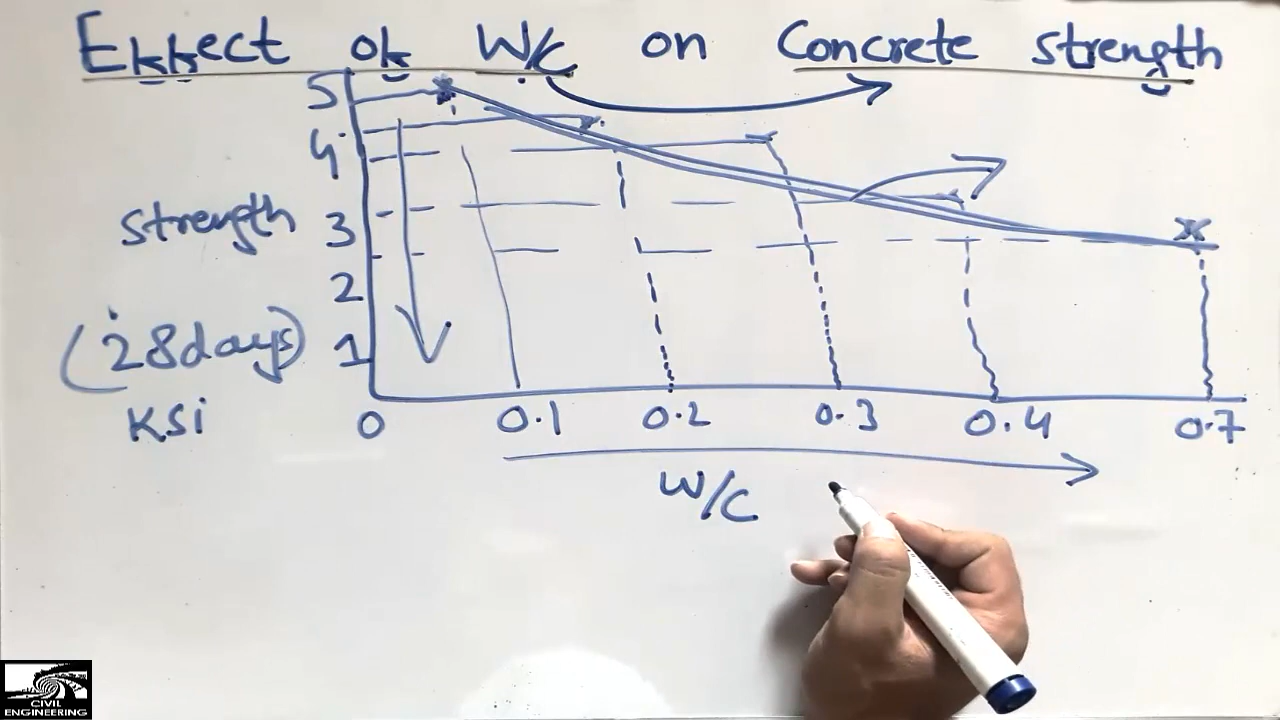 Effect of W/C on Concrete strength
5
4
strength 3
2
(28days) 1
KSi 0 0.1 0.2 0.3 0.4 0.7
W/C
CIVIL
ENGINEERING